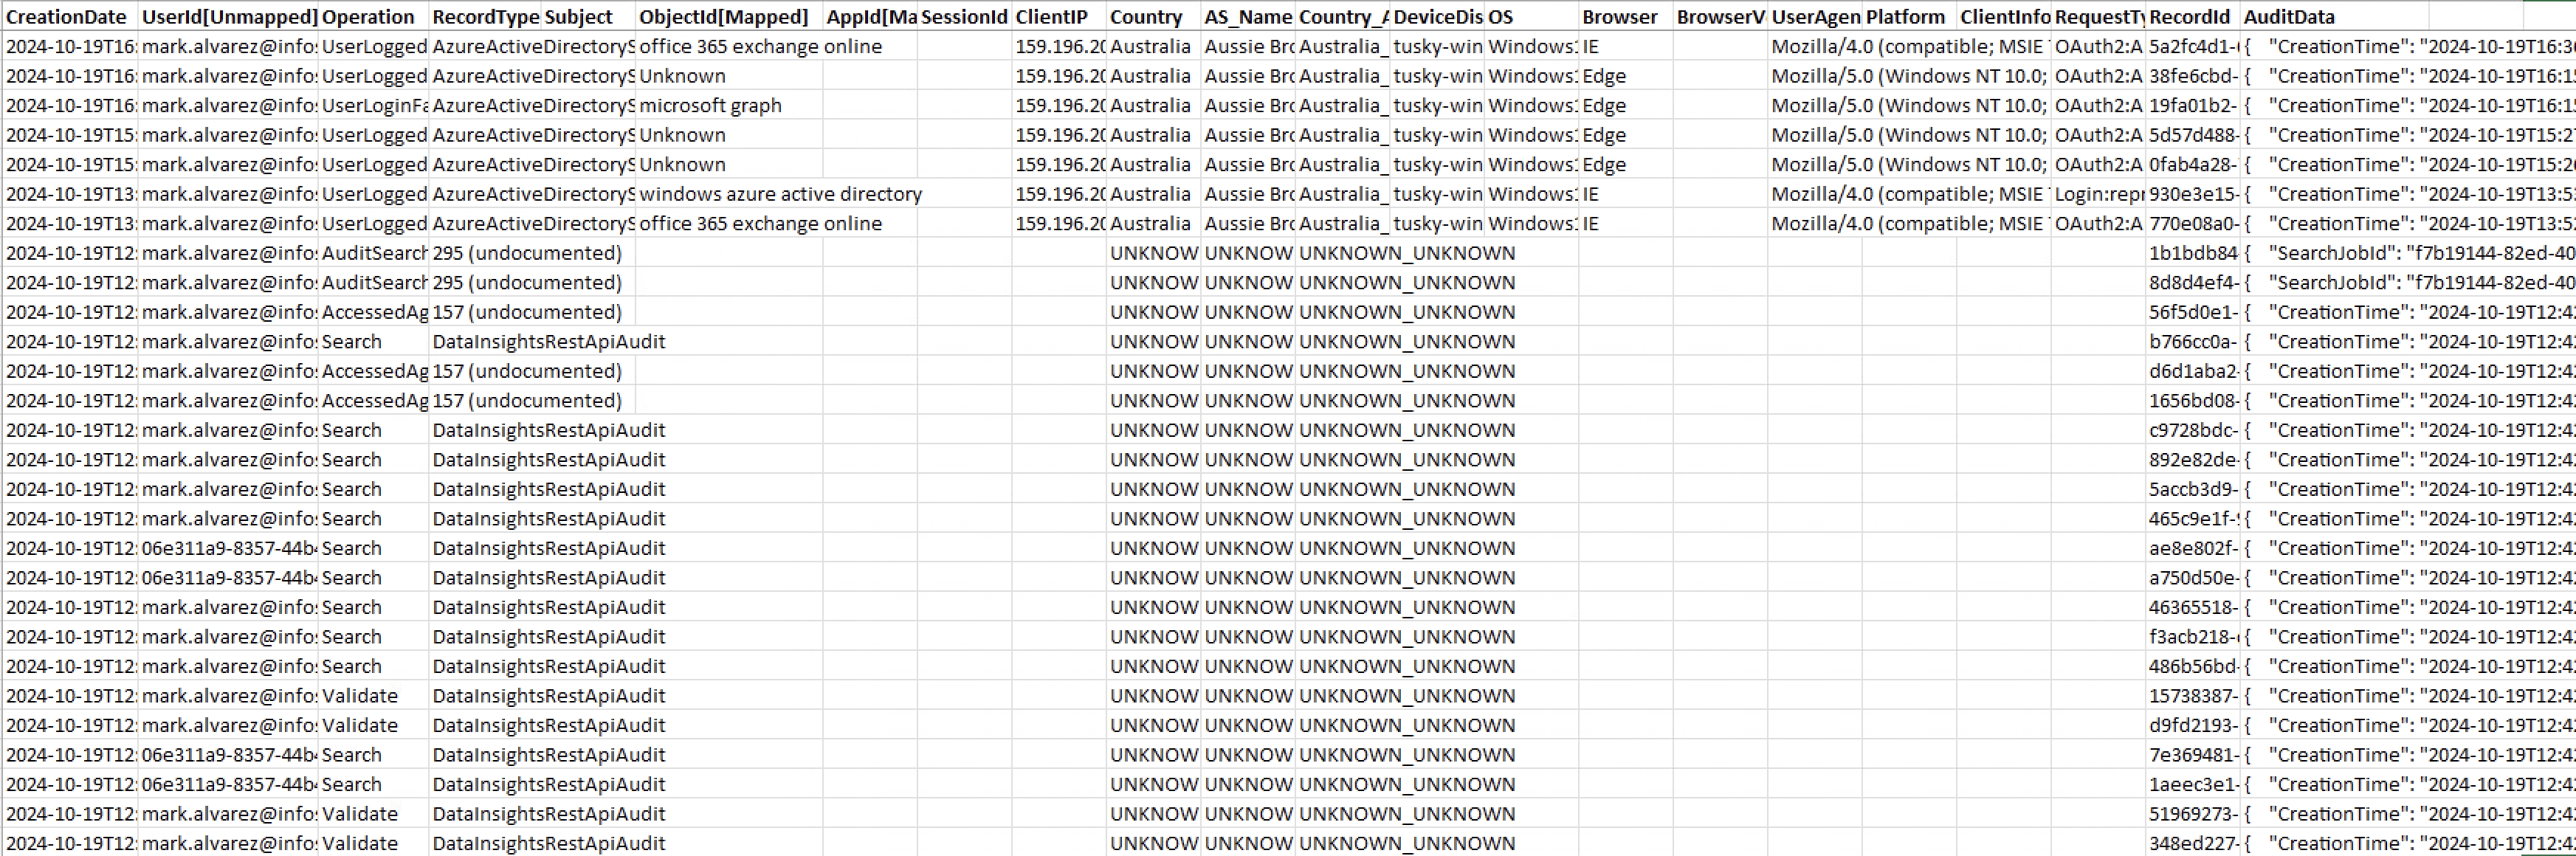 CreationDate UserId[Unmapped] Operation RecordType Subject ObjectId[Mapped] AppId[Ma SessionId ClientIP Country AS_Name Country_A DeviceDis OS Browser BrowserV UserAgen Platform ClientInfo RequestTy RecordId AuditData
2024-10-19T16: mark.alvarez@info UserLogged AzureActiveDirectoryS office 365 exchange online 159.196.20 Australia Aussie Bro Australia_ tusky-win Windows1 IE Mozilla/4.0 (compatible; MSIE OAuth2:A 5a2fc4d1- { "CreationTime": "2024-10-19T16:3
2024-10-19T16: mark.alvarez@info UserLogged AzureActiveDirectoryS Unknown 159.196.20 Australia Aussie Bro Australia_ tusky-win Windows1 Edge Mozilla/5.0 (Windows NT 10.0; OAuth2:A 38fe6cbd- { "CreationTime": "2024-10-19T16:1
2024-10-19T16: mark.alvarez@info UserLoginFa AzureActiveDirectoryS microsoft graph 159.196.20 Australia Aussie Bro Australia_ tusky-win Windows1 Edge Mozilla/5.0 (Windows NT 10.0; OAuth2:A 19fa01b2- { "CreationTime": "2024-10-19T16:1
2024-10-19T15: mark.alvarez@info UserLogged AzureActiveDirectoryS Unknown 159.196.20 Australia Aussie Bro Australia_ tusky-win Windows1 Edge Mozilla/5.0 (Windows NT 10.0; OAuth2:A 5d57d488- { "CreationTime": "2024-10-19T15:2
2024-10-19T15: mark.alvarez@info UserLogged AzureActiveDirectoryS Unknown 159.196.20 Australia Aussie Bro Australia_ tusky-win Windows1 Edge Mozilla/5.0 (Windows NT 10.0; OAuth2:A 0fab4a28- { "CreationTime": "2024-10-19T15:2
2024-10-19T13: mark.alvarez@info UserLogged AzureActiveDirectoryS windows azure active directory 159.196.20 Australia Aussie Bro Australia_ tusky-win Windows1 IE Mozilla/4.0 (compatible; MSIE Login:repr 930e3e15- { "CreationTime": "2024-10-19T13:5
2024-10-19T13: mark.alvarez@info UserLogged AzureActiveDirectoryS office 365 exchange online 159.196.20 Australia Aussie Bro Australia_ tusky-win Windows1 IE Mozilla/4.0 (compatible; MSIE OAuth2:A 770e08a0- { "CreationTime": "2024-10-19T13:5
2024-10-19T12: mark.alvarez@info AuditSearch 295 (undocumented) UNKNOW UNKNOW UNKNOWN_UNKNOWN 1b1bdb84 { "SearchJobId": "f7b19144-82ed-40
2024-10-19T12: mark.alvarez@info AuditSearch 295 (undocumented) UNKNOW UNKNOW UNKNOWN_UNKNOWN 8d8d4ef4- { "SearchJobId": "f7b19144-82ed-40
2024-10-19T12: mark.alvarez@info AccessedAg 157 (undocumented) UNKNOW UNKNOW UNKNOWN_UNKNOWN 56f5d0e1- { "CreationTime": "2024-10-19T12:4
2024-10-19T12: mark.alvarez@info Search DataInsightsRestApiAudit UNKNOW UNKNOW UNKNOWN_UNKNOWN b766cc0a- { "CreationTime": "2024-10-19T12:4
2024-10-19T12: mark.alvarez@info AccessedAg 157 (undocumented) UNKNOW UNKNOW UNKNOWN_UNKNOWN d6d1aba2- { "CreationTime": "2024-10-19T12:4
2024-10-19T12: mark.alvarez@info AccessedAg 157 (undocumented) UNKNOW UNKNOW UNKNOWN_UNKNOWN 1656bd08- { "CreationTime": "2024-10-19T12:4
2024-10-19T12: mark.alvarez@info Search DataInsightsRestApiAudit UNKNOW UNKNOW UNKNOWN_UNKNOWN c9728bdc- { "CreationTime": "2024-10-19T12:4
2024-10-19T12: mark.alvarez@info Search DataInsightsRestApiAudit UNKNOW UNKNOW UNKNOWN_UNKNOWN 892e82de- { "CreationTime": "2024-10-19T12:4
2024-10-19T12: mark.alvarez@info Search DataInsightsRestApiAudit UNKNOW UNKNOW UNKNOWN_UNKNOWN 5accb3d9- { "CreationTime": "2024-10-19T12:4
2024-10-19T12: mark.alvarez@info Search DataInsightsRestApiAudit UNKNOW UNKNOW UNKNOWN_UNKNOWN 465c9e1f- { "CreationTime": "2024-10-19T12:4
2024-10-19T12: 06e311a9-8357-44b Search DataInsightsRestApiAudit UNKNOW UNKNOW UNKNOWN_UNKNOWN ae8e802f- { "CreationTime": "2024-10-19T12:4
2024-10-19T12: 06e311a9-8357-44b Search DataInsightsRestApiAudit UNKNOW UNKNOW UNKNOWN_UNKNOWN a750d50e- { "CreationTime": "2024-10-19T12:4
2024-10-19T12: mark.alvarez@info Search DataInsightsRestApiAudit UNKNOW UNKNOW UNKNOWN_UNKNOWN 46365518- { "CreationTime": "2024-10-19T12:4
2024-10-19T12: mark.alvarez@info Search DataInsightsRestApiAudit UNKNOW UNKNOW UNKNOWN_UNKNOWN f3acb218- { "CreationTime": "2024-10-19T12:4
2024-10-19T12: mark.alvarez@info Search DataInsightsRestApiAudit UNKNOW UNKNOW UNKNOWN_UNKNOWN 486b56bd- { "CreationTime": "2024-10-19T12:4
2024-10-19T12: mark.alvarez@info Validate DataInsightsRestApiAudit UNKNOW UNKNOW UNKNOWN_UNKNOWN 15738387- { "CreationTime": "2024-10-19T12:4
2024-10-19T12: mark.alvarez@info Validate DataInsightsRestApiAudit UNKNOW UNKNOW UNKNOWN_UNKNOWN d9fd2193- { "CreationTime": "2024-10-19T12:4
2024-10-19T12: 06e311a9-8357-44b Search DataInsightsRestApiAudit UNKNOW UNKNOW UNKNOWN_UNKNOWN 7e369481- { "CreationTime": "2024-10-19T12:4
2024-10-19T12: 06e311a9-8357-44b Search DataInsightsRestApiAudit UNKNOW UNKNOW UNKNOWN_UNKNOWN 1aeec3e1- { "CreationTime": "2024-10-19T12:4
2024-10-19T12: mark.alvarez@info Validate DataInsightsRestApiAudit UNKNOW UNKNOW UNKNOWN_UNKNOWN 51969273- { "CreationTime": "2024-10-19T12:4
2024-10-19T12: mark.alvarez@info Validate DataInsightsRestApiAudit UNKNOW UNKNOW UNKNOWN_UNKNOWN 348ed227- { "CreationTime": "2024-10-19T12:4